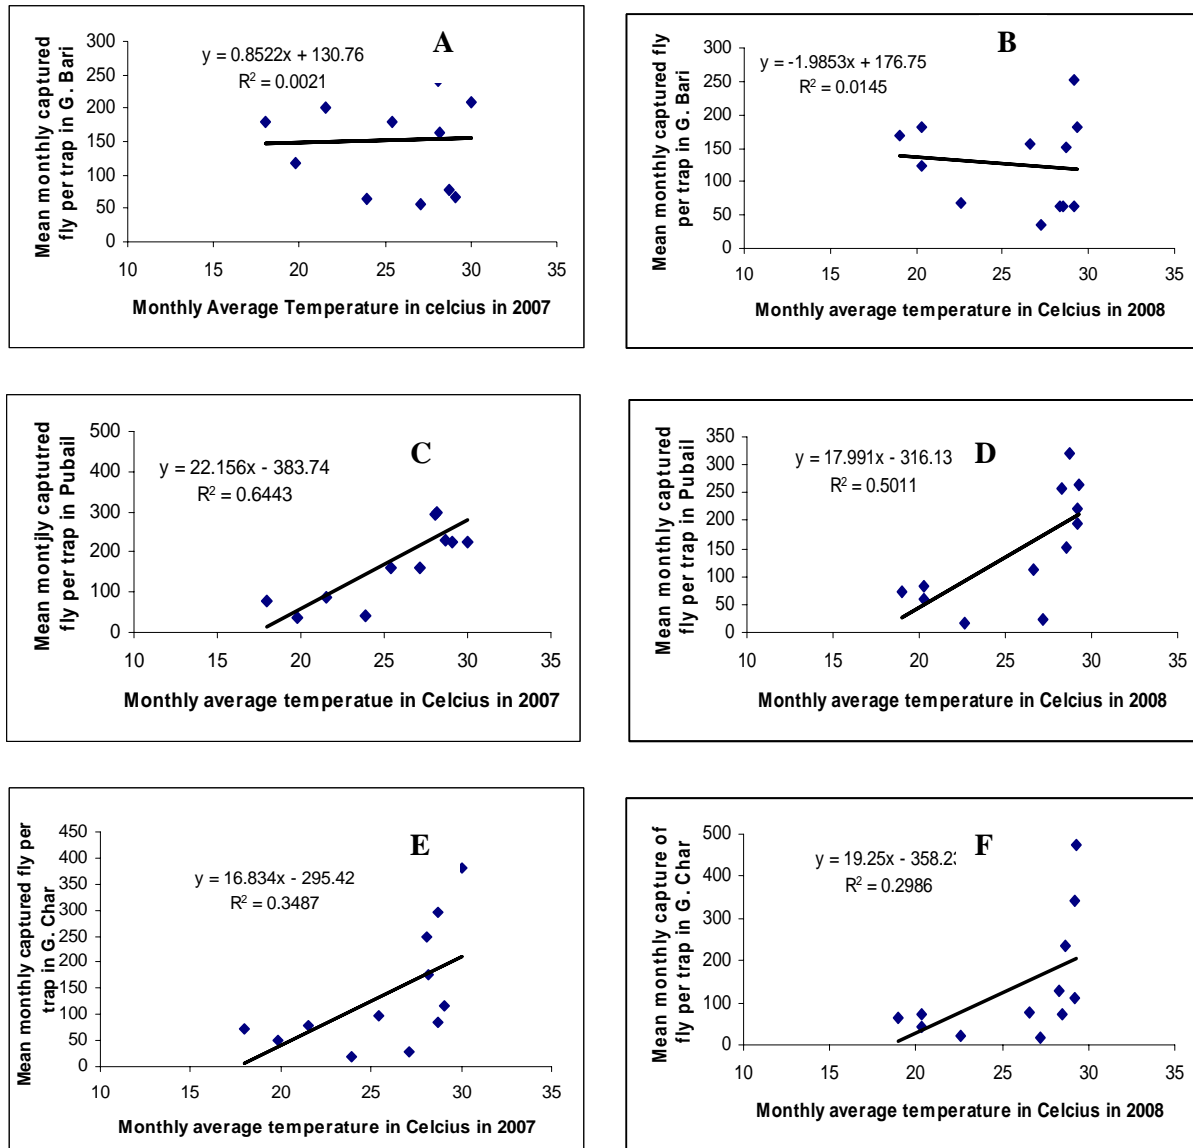 A
y = 0.8522x + 130.76
R² = 0.0021
Mean monthly captured
fly per trap in G. Bari
300
250
200
150
100
50
0
10 15 20 25 30 35
Monthly Average Temperature in celcius in 2007
B
y = -1.9853x + 176.75
R² = 0.0145
Mean monthly captured fly
per trap in G. Bari
300
250
200
150
100
50
0
10 15 20 25 30 35
Monthly average temperature in Celcius in 2008
C
y = 22.156x - 383.74
R² = 0.6443
Mean montjly captutred
fly per trap in Pubail
500
400
300
200
100
0
10 15 20 25 30 35
Monthly average temperatue in Celcius in 2007
D
y = 17.991x - 316.13
R² = 0.5011
Mean monthly captured
fly per trap in Pubail
350
300
250
200
150
100
50
0
10 15 20 25 30 35
Monthly average temperature in Celcius in 2008
E
y = 16.834x - 295.42
R² = 0.3487
Mean monthly captured fly per
trap in G. Char
450
400
350
300
250
200
150
100
50
0
10 15 20 25 30 35
Monthly average temperature in Celcius in 2007
F
y = 19.25x - 358.23
R² = 0.2986
Mean monthly capture of
fly per trap in G. Char
500
400
300
200
100
0
10 15 20 25 30 35
Monthly average temperature in Celcius in 2008